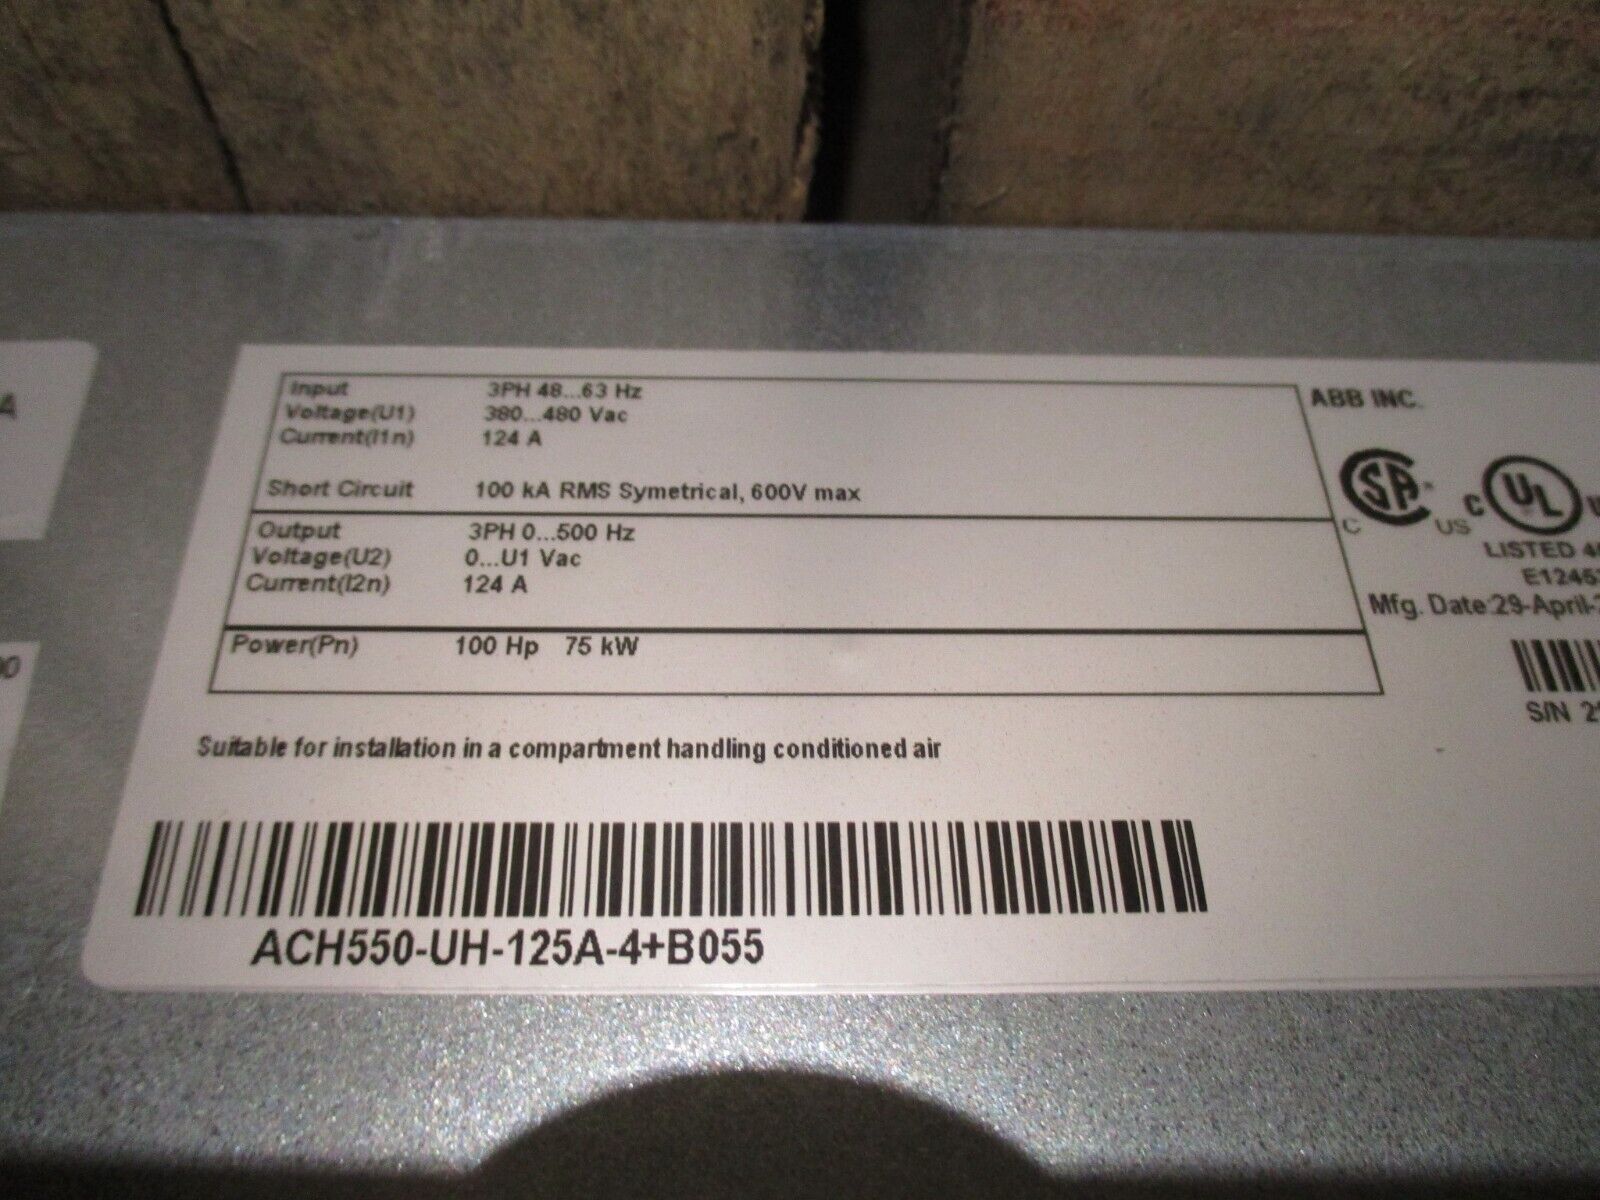 Input 3PH 48...63 Hz
Voltage(U1) 380...480 Vac
Current(I1n) 124 A
Short Circuit 100 kA RMS Symetrical, 600V max
Output 3PH 0...500 Hz
Voltage(U2) 0...U1 Vac
Current(I2n) 124 A
Power(Pn) 100 Hp 75 kW
ABB INC.
C SA US
C UL
LISTED
Mfg. Date:29-April-
S/N
Suitable for installation in a compartment handling conditioned air
ACH550-UH-125A-4+B055
A